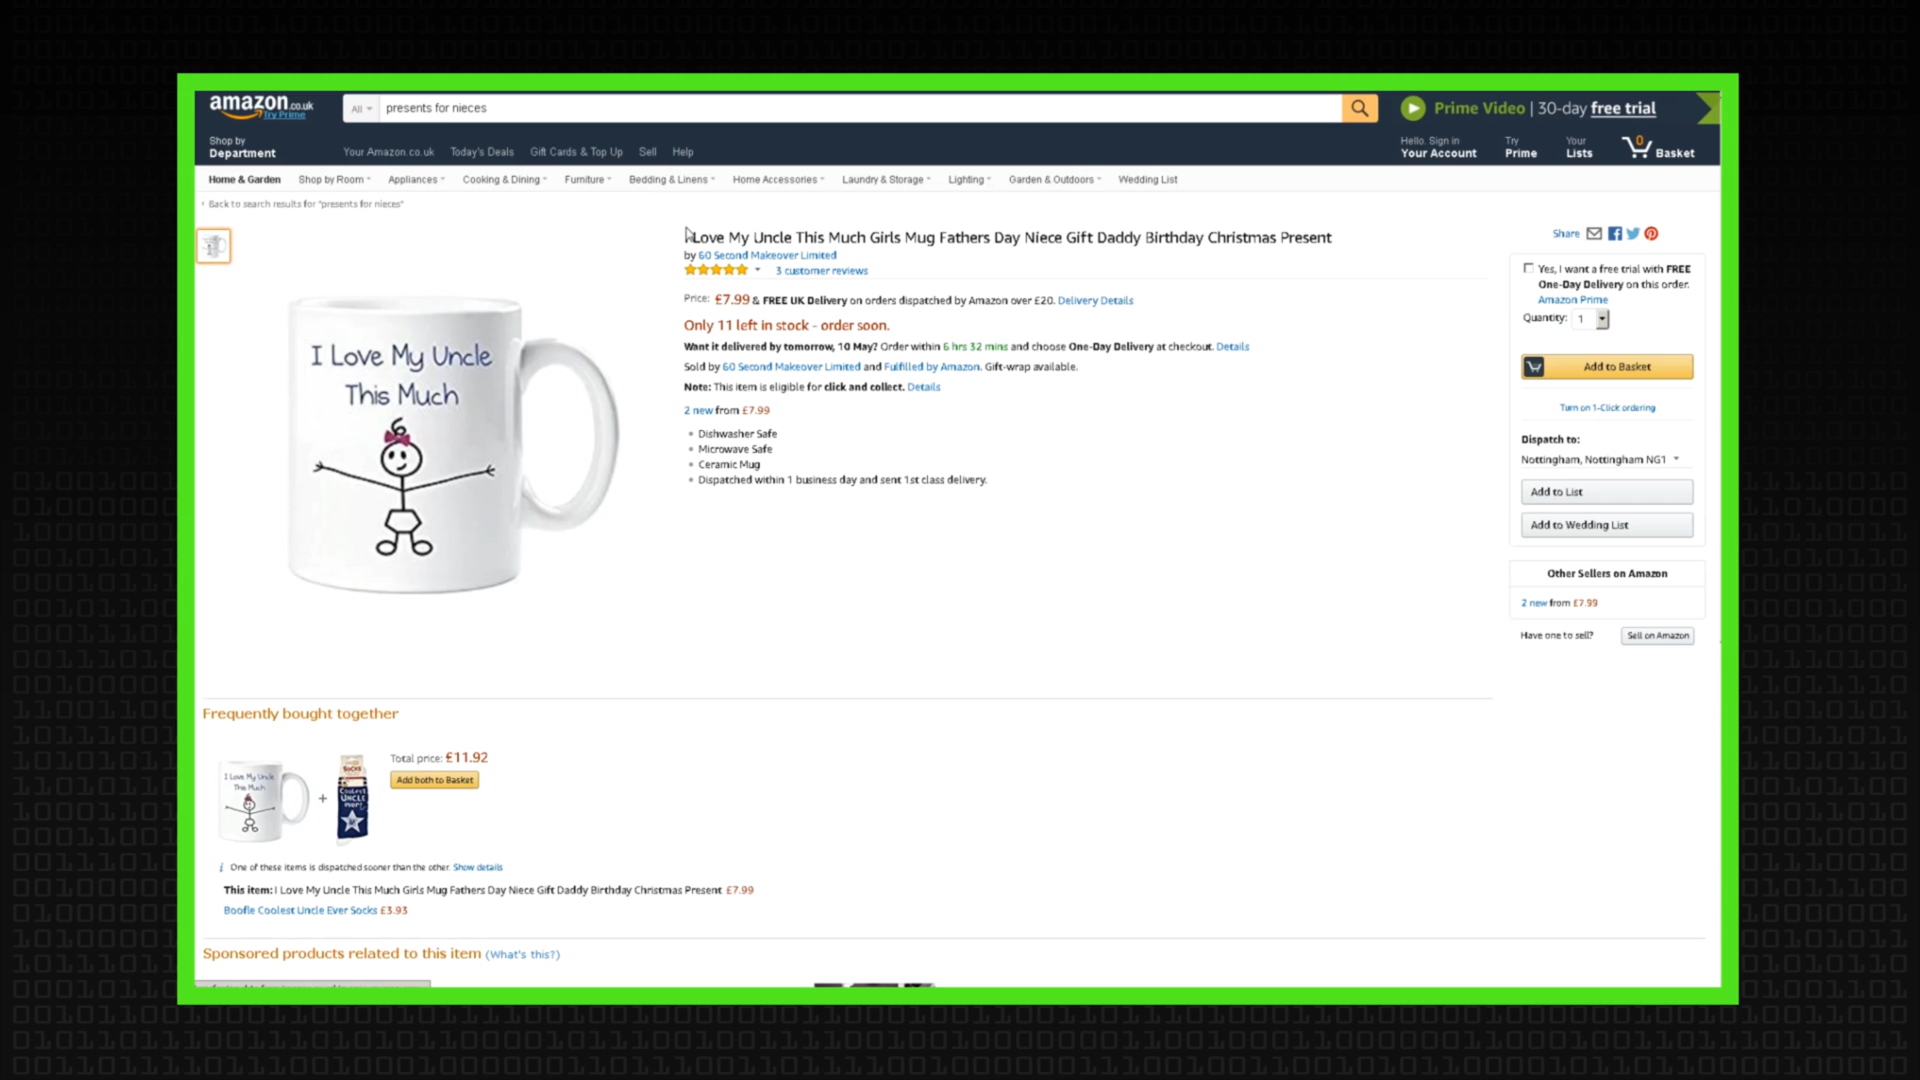 amazon.co.uk
Try Prime
All
presents for nieces
Prime Video | 30-day free trial
Shop by
Department
Your Amazon.co.uk Today's Deals Gift Cards & Top Up Sell Help
Hello. Sign in
Your Account
Try
Prime
Your
Lists
0
Basket
Home & Garden Shop by Room Appliances Cooking & Dining Furniture Bedding & Linens Home Accessories Laundry & Storage Lighting Garden & Outdoors Wedding List
Back to search results for "presents for nieces"
I Love My Uncle This Much Girls Mug Fathers Day Niece Gift Daddy Birthday Christmas Present
by 60 Second Makeover Limited
3 customer reviews
Price: £7.99 & FREE UK Delivery on orders dispatched by Amazon over £20. Delivery Details
Only 11 left in stock - order soon.
Want it delivered by tomorrow, 10 May? Order within 6 hrs 32 mins and choose One-Day Delivery at checkout. Details
Sold by 60 Second Makeover Limited and Fulfilled by Amazon. Gift-wrap available.
Note: This item is eligible for click and collect. Details
2 new from £7.99
Dishwasher Safe
Microwave Safe
Ceramic Mug
Dispatched within 1 business day and sent 1st class delivery.
I Love My Uncle
This Much
Share
Yes, I want a free trial with FREE
One-Day Delivery on this order.
Amazon Prime
Quantity: 1
Add to Basket
Turn on 1-Click ordering
Dispatch to:
Nottingham, Nottingham NG1
Add to List
Add to Wedding List
Other Sellers on Amazon
2 new from £7.99
Have one to sell? Sell on Amazon
Frequently bought together
I Love My Uncle
This Much
+
SOCKS
COOLEST
UNCLE
EVER!
Total price: £11.92
Add both to Basket
i One of these items is dispatched sooner than the other. Show details
This item: I Love My Uncle This Much Girls Mug Fathers Day Niece Gift Daddy Birthday Christmas Present £7.99
Boofle Coolest Uncle Ever Socks £3.93
Sponsored products related to this item (What's this?)